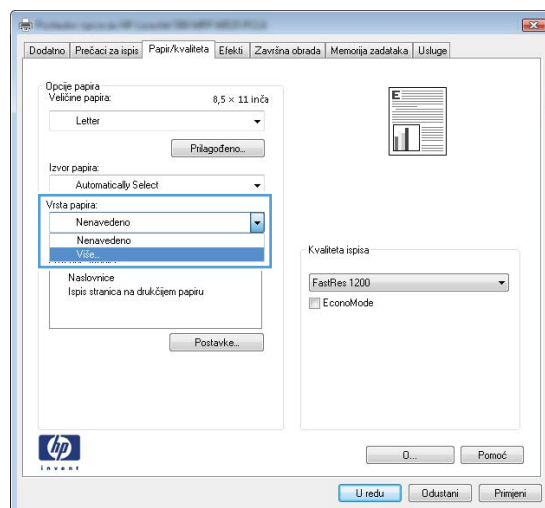 Dodatno Prečaci za ispis Papir/kvaliteta Efekti Završna obrada Memorija zadataka Usluge
Opcije papira
Veličine papira: 8,5 × 11 inča
Letter
Prilagođeno...
Izvor papira:
Automatically Select
Vrsta papira:
Nenavedeno
Nenavedeno
Više...
Naslovnice
Ispis stranica na drukčijem papiru
Postavke...
E
Kvaliteta ispisa
FastRes 1200
EconoMode
hp
invent
O... Pomoć
U redu Odustani Primjeni